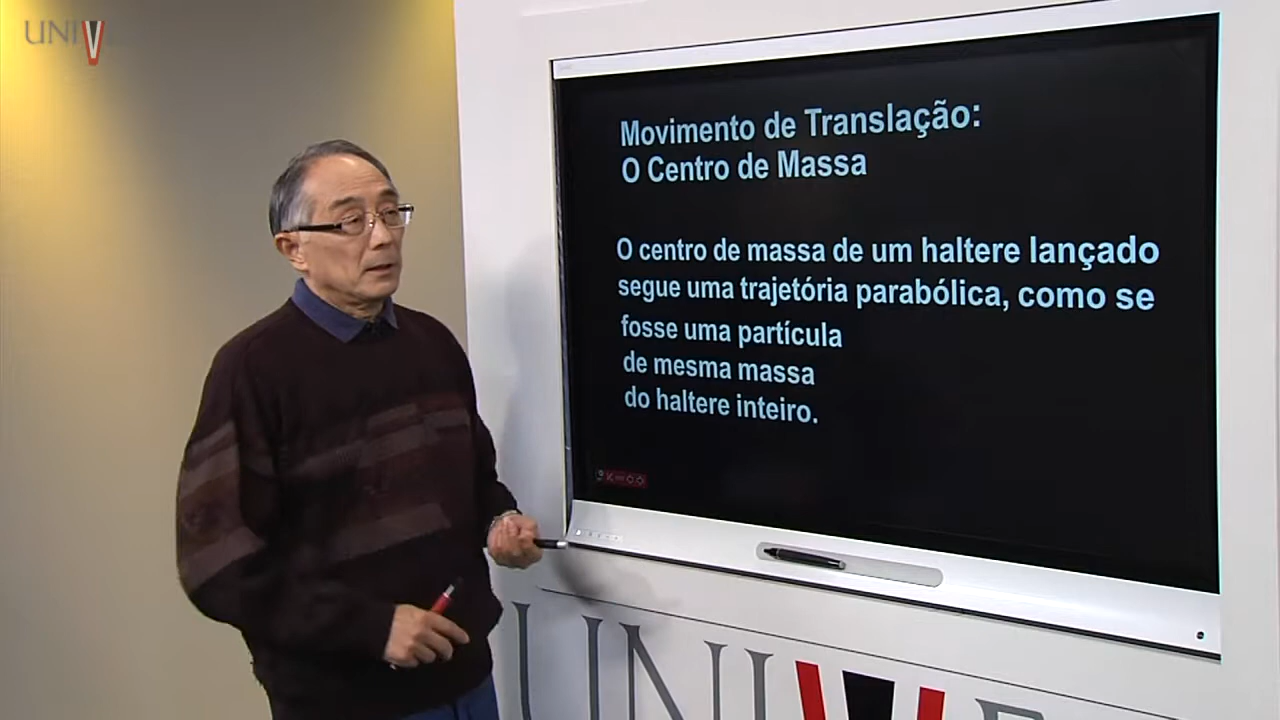 UNIV
Movimento de Translação:
O Centro de Massa
O centro de massa de um haltere lançado
segue uma trajetória parabólica, como se
fosse uma partícula
de mesma massa
do haltere inteiro.
UNIVE